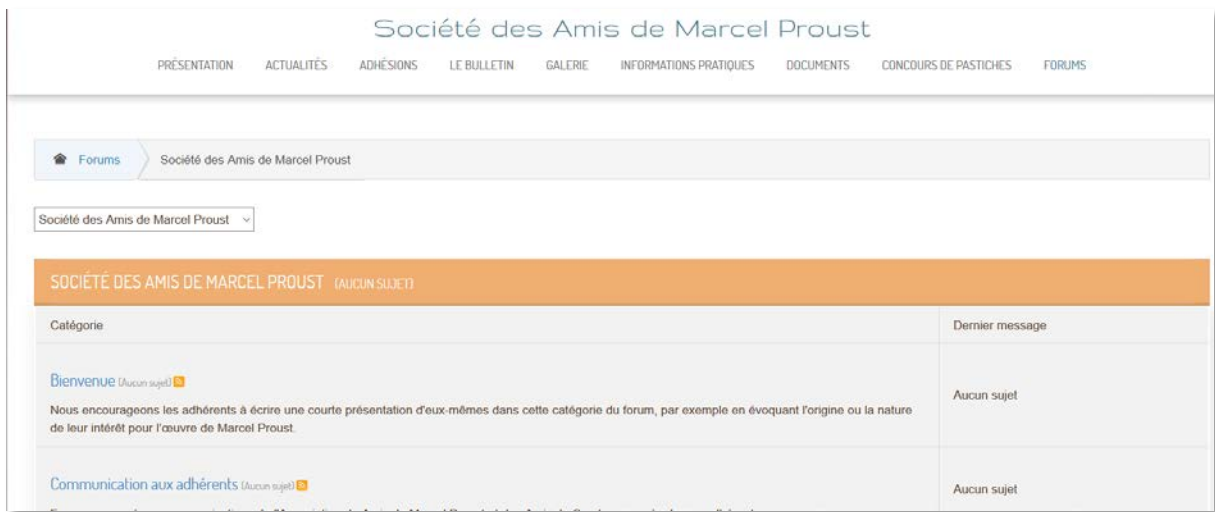 Société des Amis de Marcel Proust
PRÉSENTATION ACTUALITÉS ADHÉSIONS LE BULLETIN GALERIE INFORMATIONS PRATIQUES DOCUMENTS CONCOURS DE PASTICHES FORUMS
Forums Société des Amis de Marcel Proust
Société des Amis de Marcel Proust
SOCIÉTÉ DES AMIS DE MARCEL PROUST (AUCUN SUJET)
Catégorie Dernier message
Bienvenue (Aucun sujet)
Aucun sujet
Nous encourageons les adhérents à écrire une courte présentation d'eux-mêmes dans cette catégorie du forum, par exemple en évoquant l'origine ou la nature
de leur intérêt pour l'œuvre de Marcel Proust.
Communication aux adhérents (Aucun sujet)
Aucun sujet